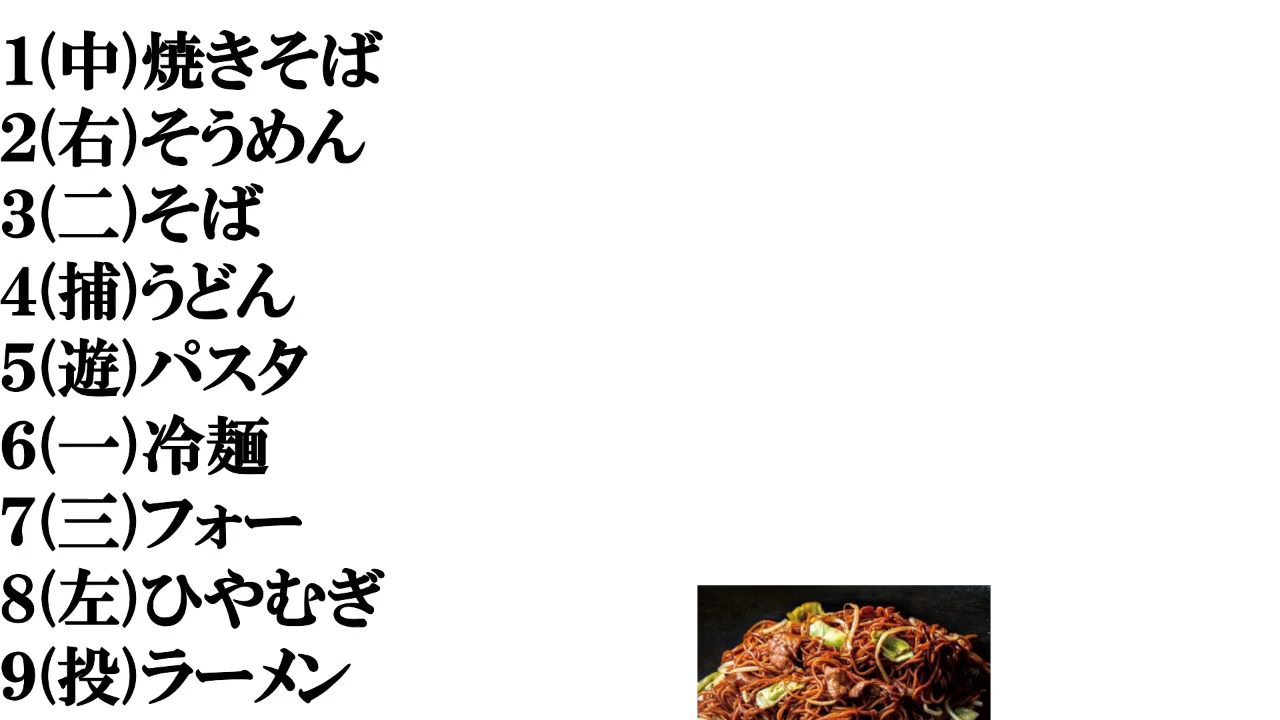 1(中)焼きそば
2(右)そうめん
3(二)そば
4(捕)うどん
5(遊)パスタ
6(一)冷麺
7(三)フォー
8(左)ひやむぎ
9(投)ラーメン